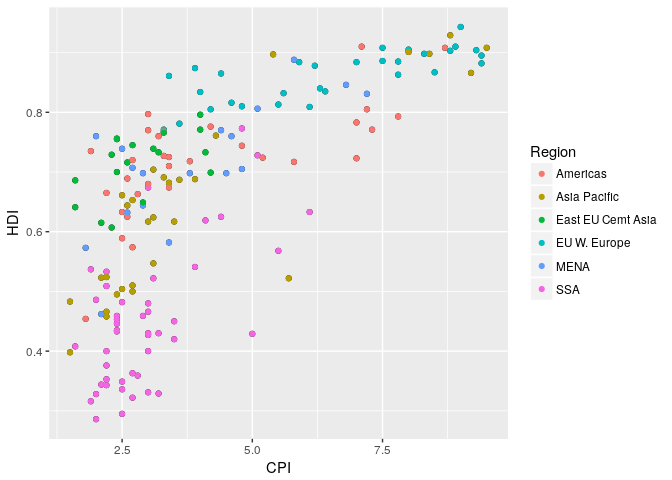 HDI
0.8
0.6
0.4
2.5
5.0
7.5
CPI
Region
Americas
Asia Pacific
East EU Cemt Asia
EU W. Europe
MENA
SSA